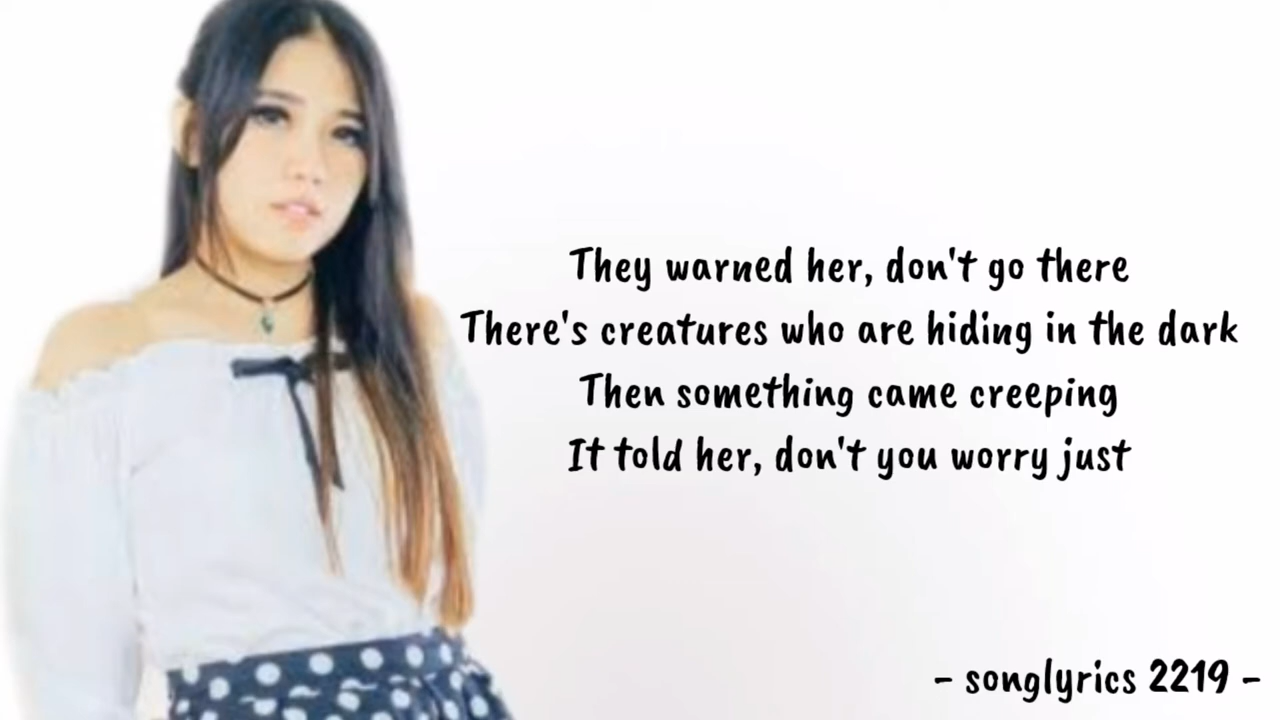 They warned her, don't go there
There's creatures who are hiding in the dark
Then something came creeping
It told her, don't you worry just
- songlyrics 2219 -